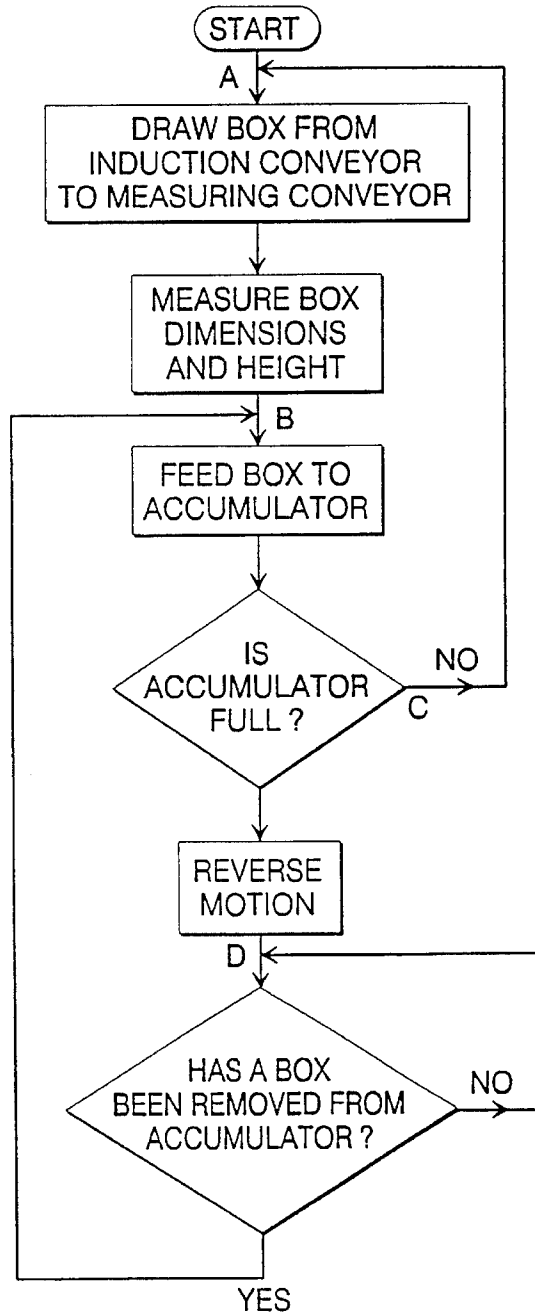 START
A
DRAW BOX FROM
INDUCTION CONVEYOR
TO MEASURING CONVEYOR
MEASURE BOX
DIMENSIONS
AND HEIGHT
B
FEED BOX TO
ACCUMULATOR
IS
ACCUMULATOR
FULL ?
NO
C
REVERSE
MOTION
D
HAS A BOX
BEEN REMOVED FROM
ACCUMULATOR ?
NO
YES